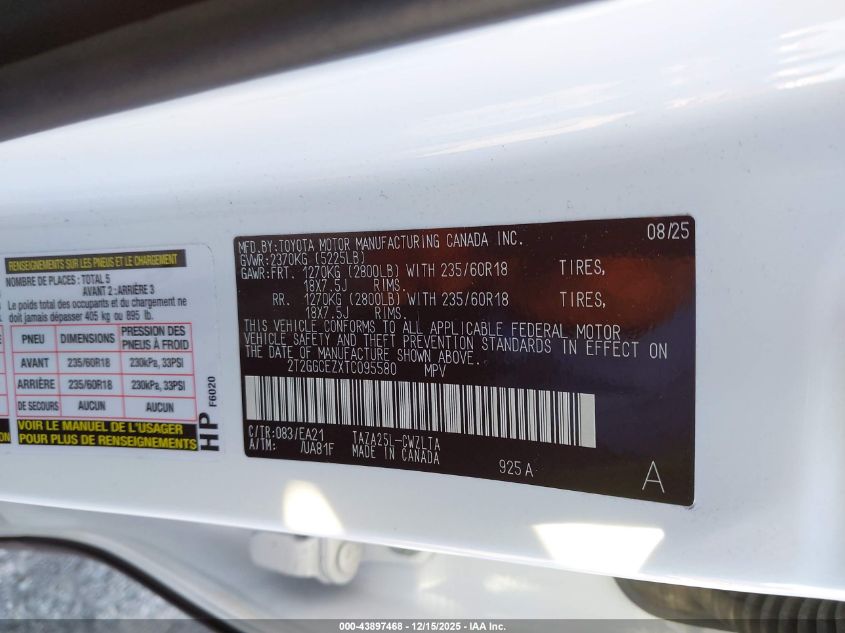 RENSEIGNEMENTS SUR LES PNEUS ET LE CHARGEMENT
NOMBRE DE PLACES : TOTAL 5
AVANT 2 : ARRIÈRE 3
Le poids total des occupants et du chargement ne
doit jamais dépasser 405 kg ou 895 lb.
PNEU DIMENSIONS PRESSION DES PNEUS À FROID
AVANT 235/60R18 230kPa, 33PSI
ARRIÈRE 235/60R18 230kPa, 33PSI
DE SECOURS AUCUN AUCUN
VOIR LE MANUEL DE L'USAGER
POUR PLUS DE RENSEIGNEMENTS
HP F6020
MFD.BY:TOYOTA MOTOR MANUFACTURING CANADA INC. 08/25
GVWR:2370KG (5225LB)
GAWR:FRT. 1270KG (2800LB) WITH 235/60R18 TIRES,
18X7.5J RIMS.
RR. 1270KG (2800LB) WITH 235/60R18 TIRES,
18X7.5J RIMS.
THIS VEHICLE CONFORMS TO ALL APPLICABLE FEDERAL MOTOR
VEHICLE SAFETY AND THEFT PREVENTION STANDARDS IN EFFECT ON
THE DATE OF MANUFACTURE SHOWN ABOVE.
2T2GGCEZXTC095580 MPV
C/TR:083/EA21 TAZA25L-CWZLTA
A/TM: /UA81F MADE IN CANADA
925A
A
000-43897468 - 12/15/2025 - IAA Inc.